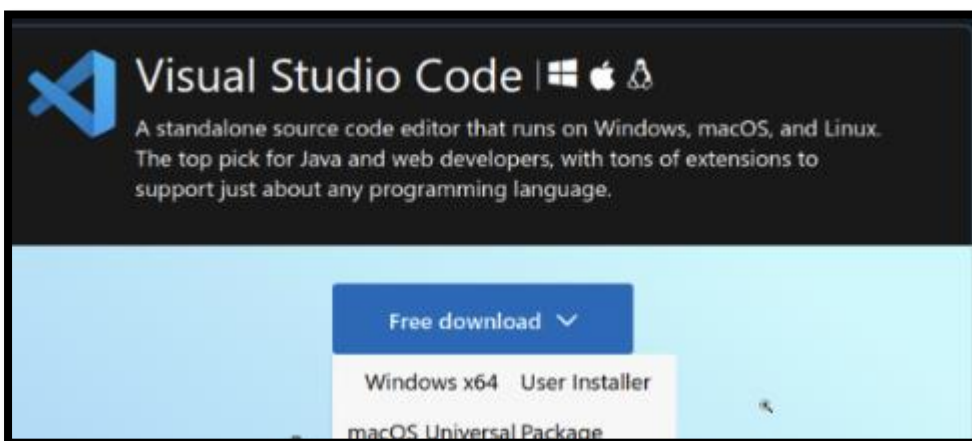 Visual Studio Code
A standalone source code editor that runs on Windows, macOS, and Linux.
The top pick for Java and web developers, with tons of extensions to
support just about any programming language.
Free download
Windows x64 User Installer
macOS Universal Package